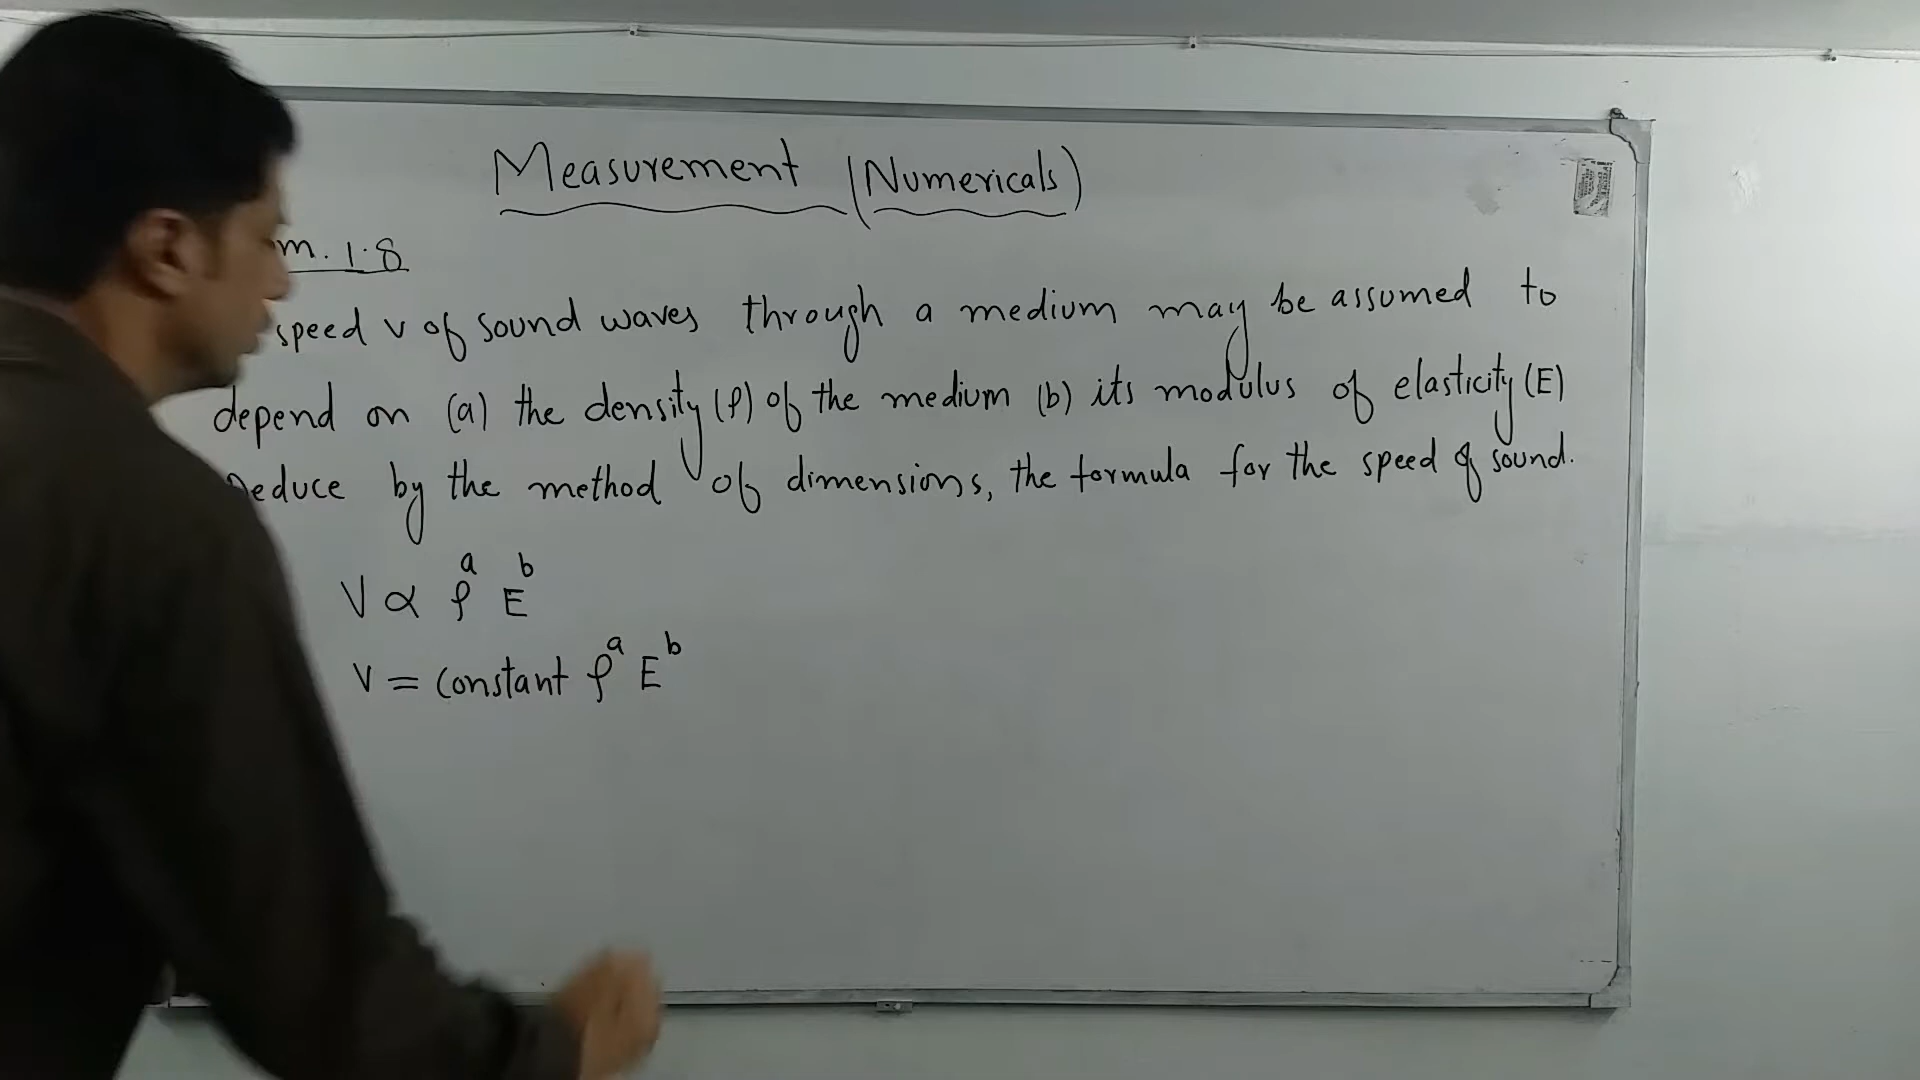 Measurement (Numericals)
m. 1.8
speed v of sound waves through a medium may be assumed to
depend on (a) the density (ρ) of the medium (b) its modulus of elasticity (E)
Deduce by the method of dimensions, the formula for the speed of sound.
V ∝ ρ^a E^b
V = constant ρ^a E^b